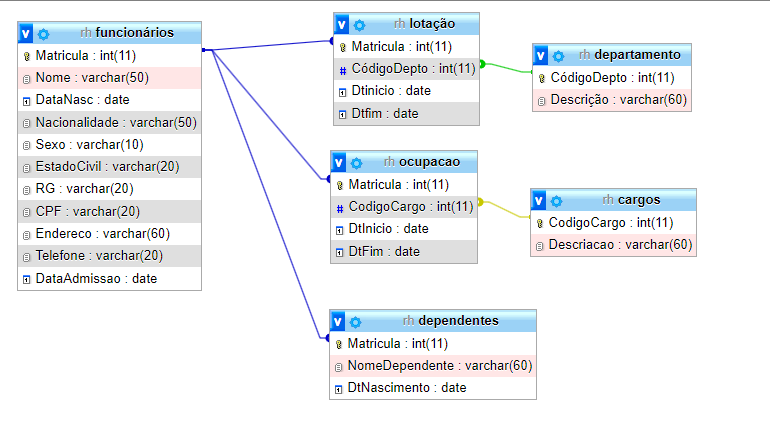 rh funcionários
Matricula : int(11)
Nome : varchar(50)
DataNasc : date
Nacionalidade : varchar(50)
Sexo : varchar(10)
EstadoCivil : varchar(20)
RG : varchar(20)
CPF : varchar(20)
Endereco : varchar(60)
Telefone : varchar(20)
DataAdmissao : date
rh lotação
Matricula : int(11)
CódigoDepto : int(11)
Dtinicio : date
Dtfim : date
rh departamento
CódigoDepto : int(11)
Descrição : varchar(60)
rh ocupacao
Matricula : int(11)
CodigoCargo : int(11)
DtInicio : date
DtFim : date
rh cargos
CodigoCargo : int(11)
Descriacao : varchar(60)
rh dependentes
Matricula : int(11)
NomeDependente : varchar(60)
DtNascimento : date